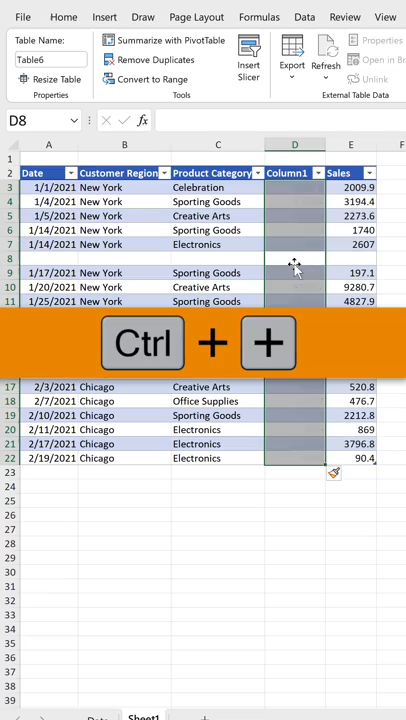 File Home Insert Draw Page Layout Formulas Data Review View
Table Name:
Table6
Resize Table
Properties
Summarize with PivotTable
Remove Duplicates
Convert to Range
Tools
Insert
Slicer
Export
Refresh
Properties
Open in Br
Unlink
External Table Data
D8 fx
A B C D E F
1
2 Date Customer Region Product Category Column1 Sales
3 1/1/2021 New York Celebration 2009.9
4 1/4/2021 New York Sporting Goods 3194.4
5 1/5/2021 New York Creative Arts 2273.6
6 1/14/2021 New York Sporting Goods 1740
7 1/14/2021 New York Electronics 2607
8
9 1/17/2021 New York Sporting Goods 197.1
10 1/20/2021 New York Creative Arts 9280.7
11 1/25/2021 New York Sporting Goods 4827.9
Ctrl + +
17 2/3/2021 Chicago Creative Arts 520.8
18 2/7/2021 Chicago Office Supplies 476.7
19 2/10/2021 Chicago Sporting Goods 2212.8
20 2/11/2021 Chicago Electronics 869
21 2/17/2021 Chicago Electronics 3796.8
22 2/19/2021 Chicago Electronics 90.4
23
24
25
26
27
28
29
30
31
32
33
34
35
36
37
38
39
Data Sheet1 +